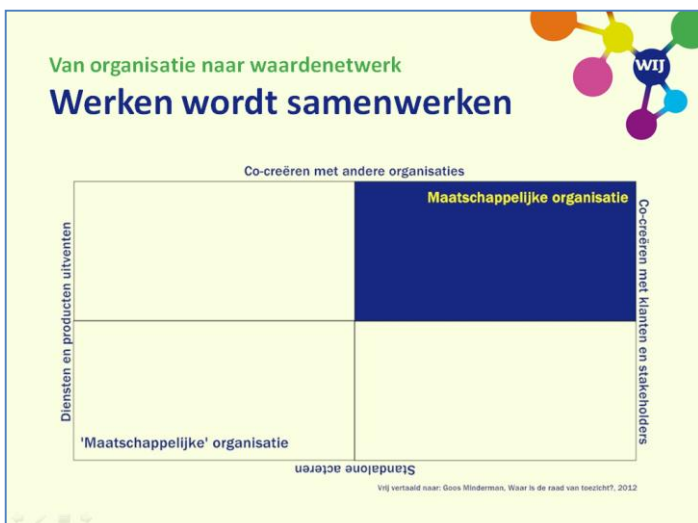 Van organisatie naar waardenetwerk
Werken wordt samenwerken
WIJ
Co-creëren met andere organisaties
Maatschappelijke organisatie
Diensten en producten uitventen
Co-creëren met klanten en stakeholders
'Maatschappelijke' organisatie
Standalone acteren
Vrij vertaald naar: Goos Minderman, Waar is de raad van toezicht?, 2012